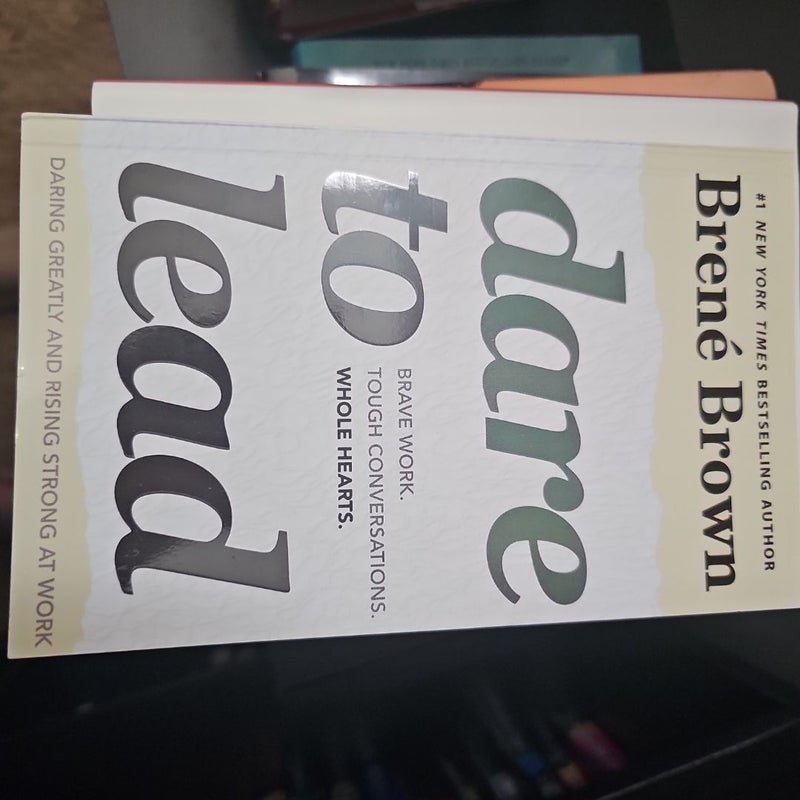 #1 NEW YORK TIMES BESTSELLING AUTHOR
Brené Brown
dare
to
BRAVE WORK.
TOUGH CONVERSATIONS.
WHOLE HEARTS.
lead
DARING GREATLY AND RISING STRONG AT WORK